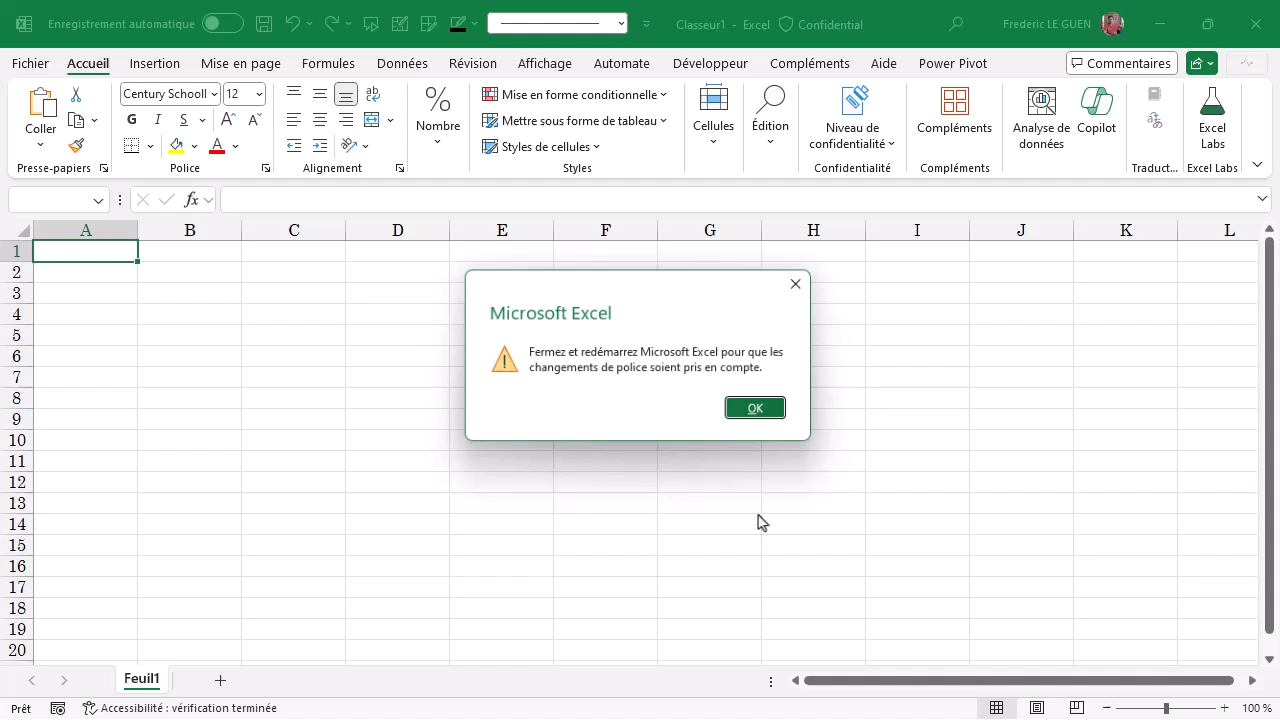 Enregistrement automatique
Classeur1 - Excel
Confidential
Frederic LE GUEN
Fichier
Accueil
Insertion
Mise en page
Formules
Données
Révision
Affichage
Automate
Développeur
Compléments
Aide
Power Pivot
Commentaires
Coller
Presse-papiers
Century Schooll
12
G I S A A
A
Police
ab
Alignement
%
Nombre
Mise en forme conditionnelle
Mettre sous forme de tableau
Styles de cellules
Styles
Cellules
Édition
Niveau de
confidentialité
Confidentialité
Compléments
Compléments
Analyse de
données
Copilot
Traduct...
Excel
Labs
Excel Labs
fx
A B C D E F G H I J K L
1
2
3
4
5
6
7
8
9
10
11
12
13
14
15
16
17
18
19
20
Microsoft Excel
Fermez et redémarrez Microsoft Excel pour que les
changements de police soient pris en compte.
OK
Feuil1
Prêt
Accessibilité : vérification terminée
100 %